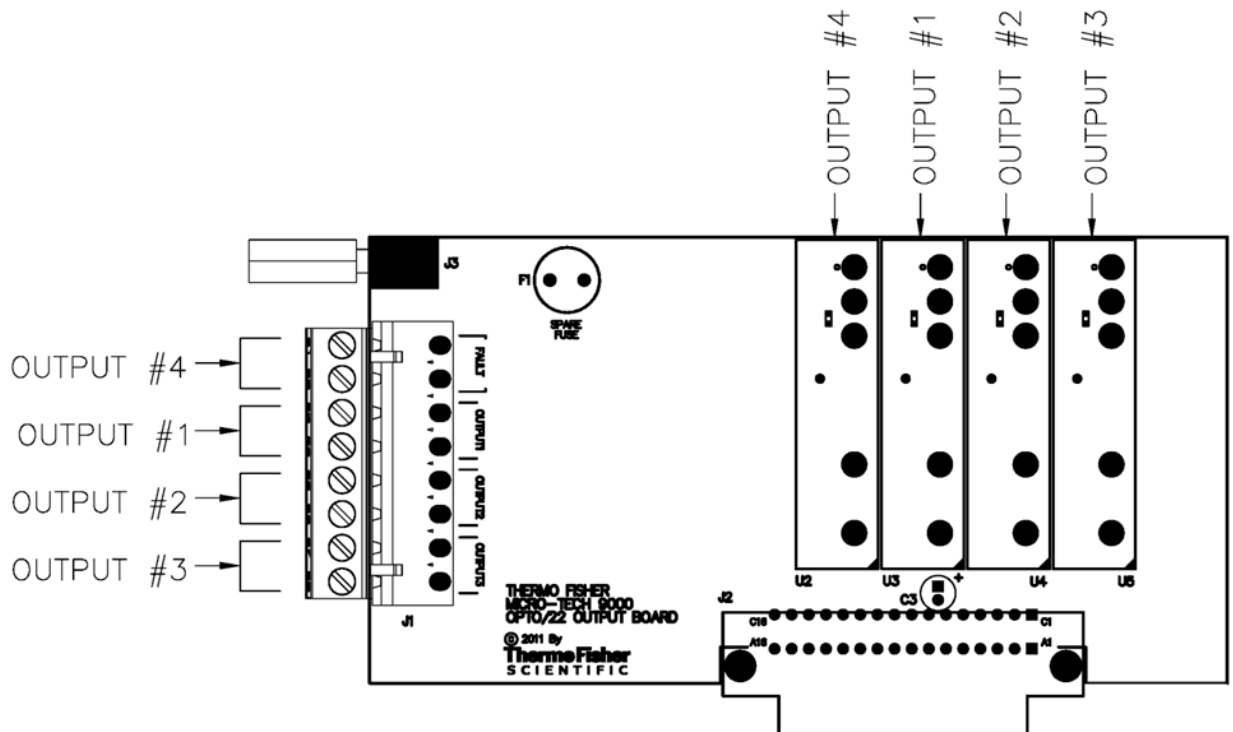 OUTPUT #4
OUTPUT #1
OUTPUT #2
OUTPUT #3
J3
F1
SPARE
FUSE
OUTPUT #4
OUTPUT #1
OUTPUT #2
OUTPUT #3
FAULT
OUTPUT1
OUTPUT2
OUTPUT3
J1
THERMO FISHER
MICRO-TECH 9000
OPTO/22 OUTPUT BOARD
© 2011 By
ThermoFisher
SCIENTIFIC
U2
U3
U4
U5
C3
+
J2
C16
C1
A16
A1